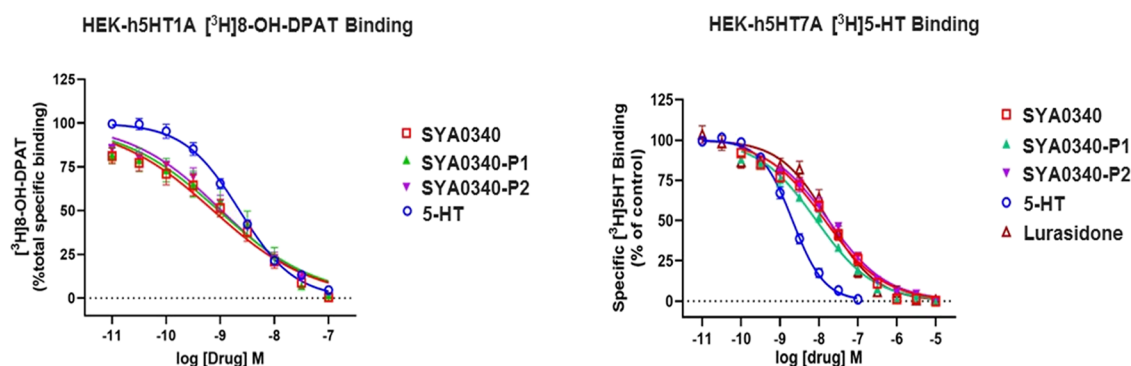 HEK-h5HT1A [³H]8-OH-DPAT Binding
[³H]8-OH-DPAT
(%total specific binding)
125
100
75
50
25
0
-11 -10 -9 -8 -7
log [Drug] M
SYA0340
SYA0340-P1
SYA0340-P2
5-HT
HEK-h5HT7A [³H]5-HT Binding
Specific [³H]5HT Binding
(% of control)
125
100
75
50
25
0
-11 -10 -9 -8 -7 -6 -5
log [drug] M
SYA0340
SYA0340-P1
SYA0340-P2
5-HT
Lurasidone